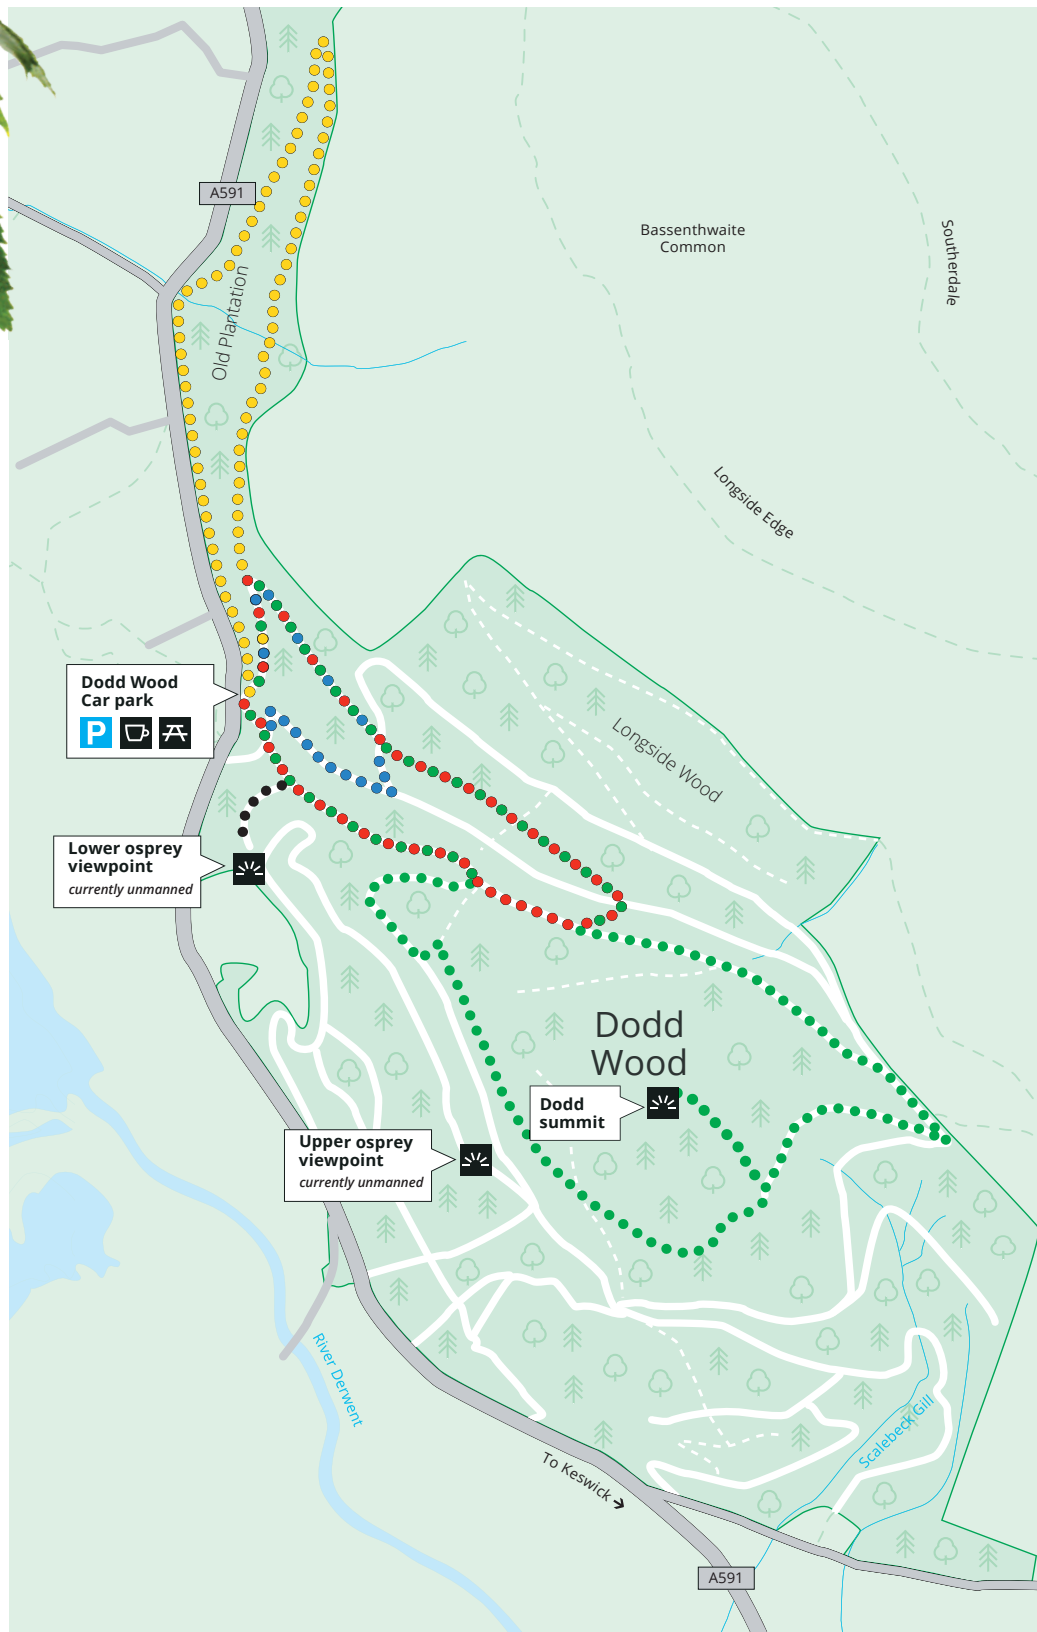 A591
Bassenthwaite
Common
Southerdale
Old Plantation
Longside Edge
Dodd Wood
Car park
P
Longside Wood
Lower osprey
viewpoint
currently unmanned
Dodd
Wood
Dodd
summit
Upper osprey
viewpoint
currently unmanned
River Derwent
Scalebeck Gill
To Keswick ➔
A591